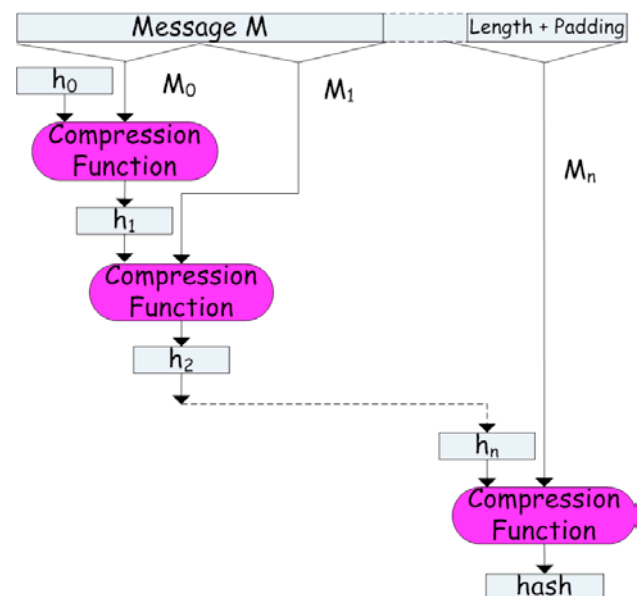 Message M
Length + Padding
h₀
M₀
M₁
Compression
Function
Mₙ
h₁
Compression
Function
h₂
hₙ
Compression
Function
hash